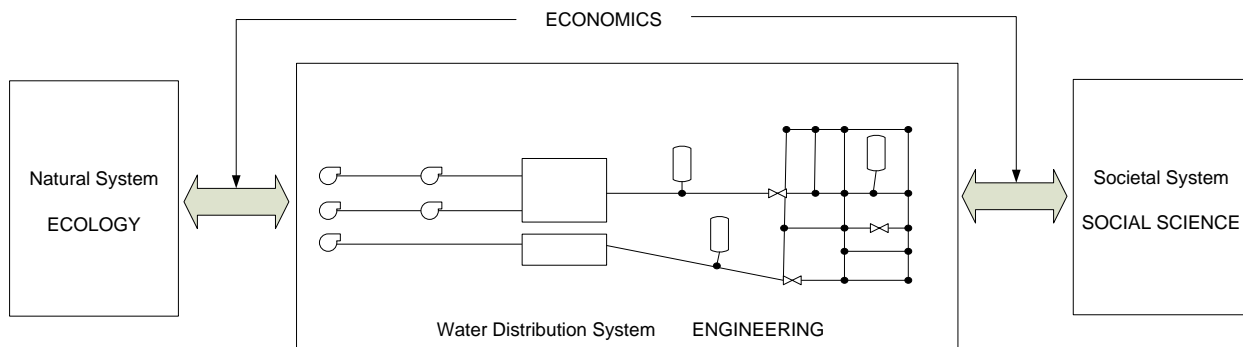 ECONOMICS
Natural System
ECOLOGY
Water Distribution System ENGINEERING
Societal System
SOCIAL SCIENCE